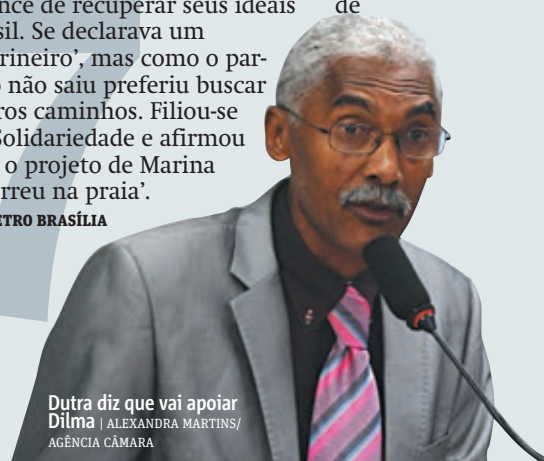 nce de recuperar seus ideais
sil. Se declarava um
rineiro’, mas como o par-
o não saiu preferiu buscar
ros caminhos. Filiou-se
Solidariedade e afirmou
o projeto de Marina
rreu na praia’.
ETRO BRASÍLIA
de
Dutra diz que vai apoiar
Dilma | ALEXANDRA MARTINS/
AGÊNCIA CÂMARA